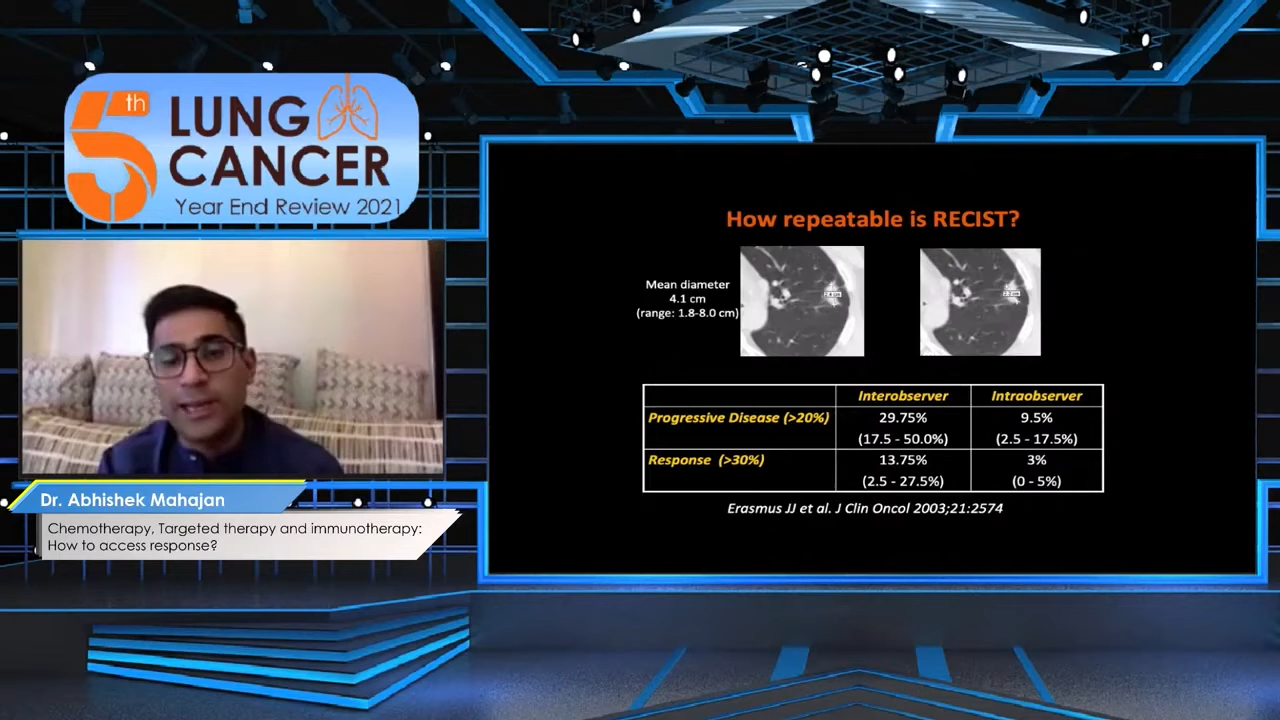 5th
LUNG
CANCER
Year End Review 2021
How repeatable is RECIST?
Mean diameter
4.1 cm
(range: 1.8-8.0 cm)
Interobserver Intraobserver
Progressive Disease (>20%) 29.75% 9.5%
(17.5 - 50.0%) (2.5 - 17.5%)
Response (>30%) 13.75% 3%
(2.5 - 27.5%) (0 - 5%)
Erasmus JJ et al. J Clin Oncol 2003;21:2574
Dr. Abhishek Mahajan
Chemotherapy, Targeted therapy and immunotherapy:
How to access response?